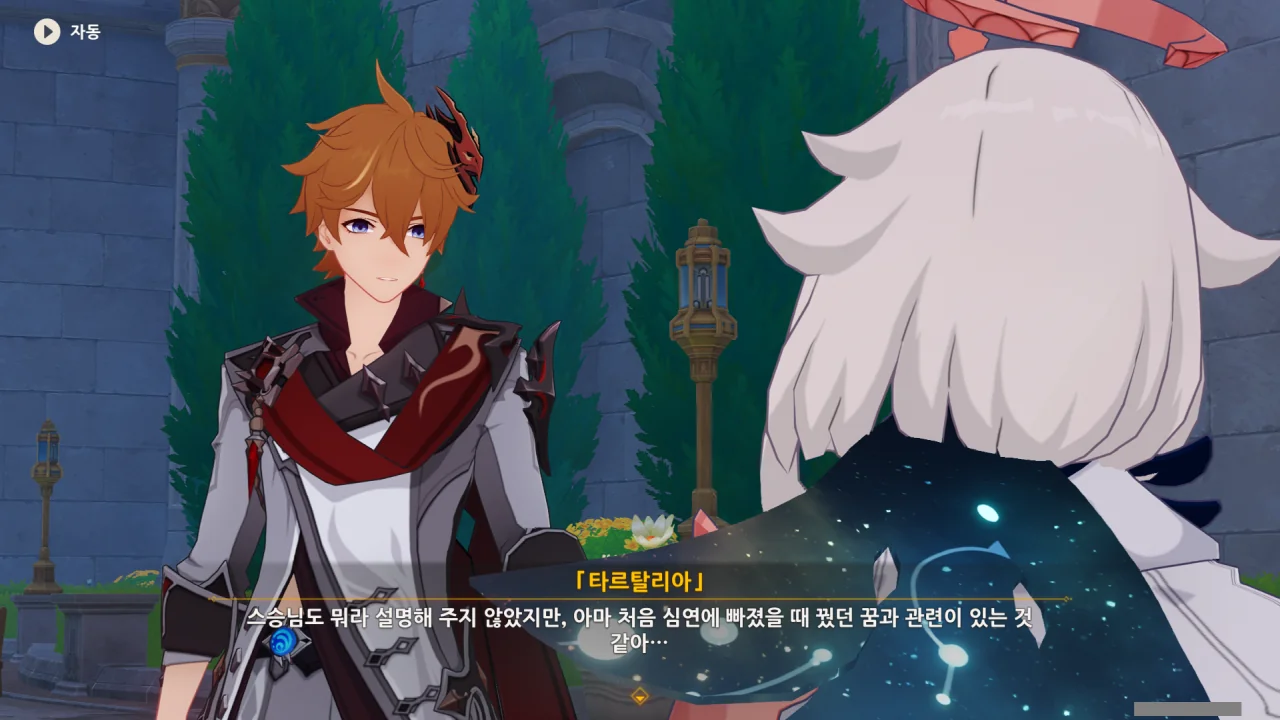 자동
「타르탈리아」
스승님도 뭐라 설명해 주지 않았지만, 아마 처음 심연에 빠졌을 때 꿨던 꿈과 관련이 있는 것
같아…